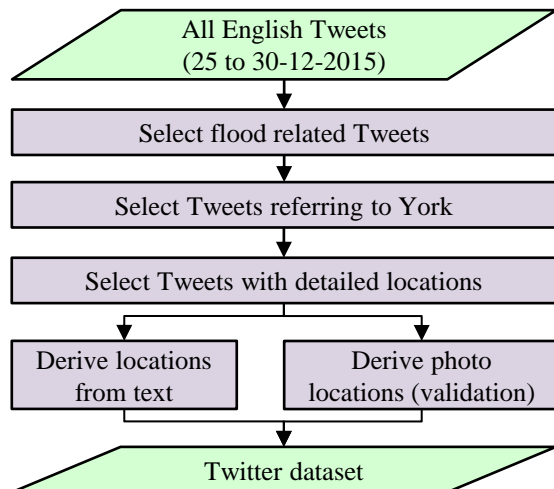 All English Tweets
(25 to 30-12-2015)
Select flood related Tweets
Select Tweets referring to York
Select Tweets with detailed locations
Derive locations
from text
Derive photo
locations (validation)
Twitter dataset